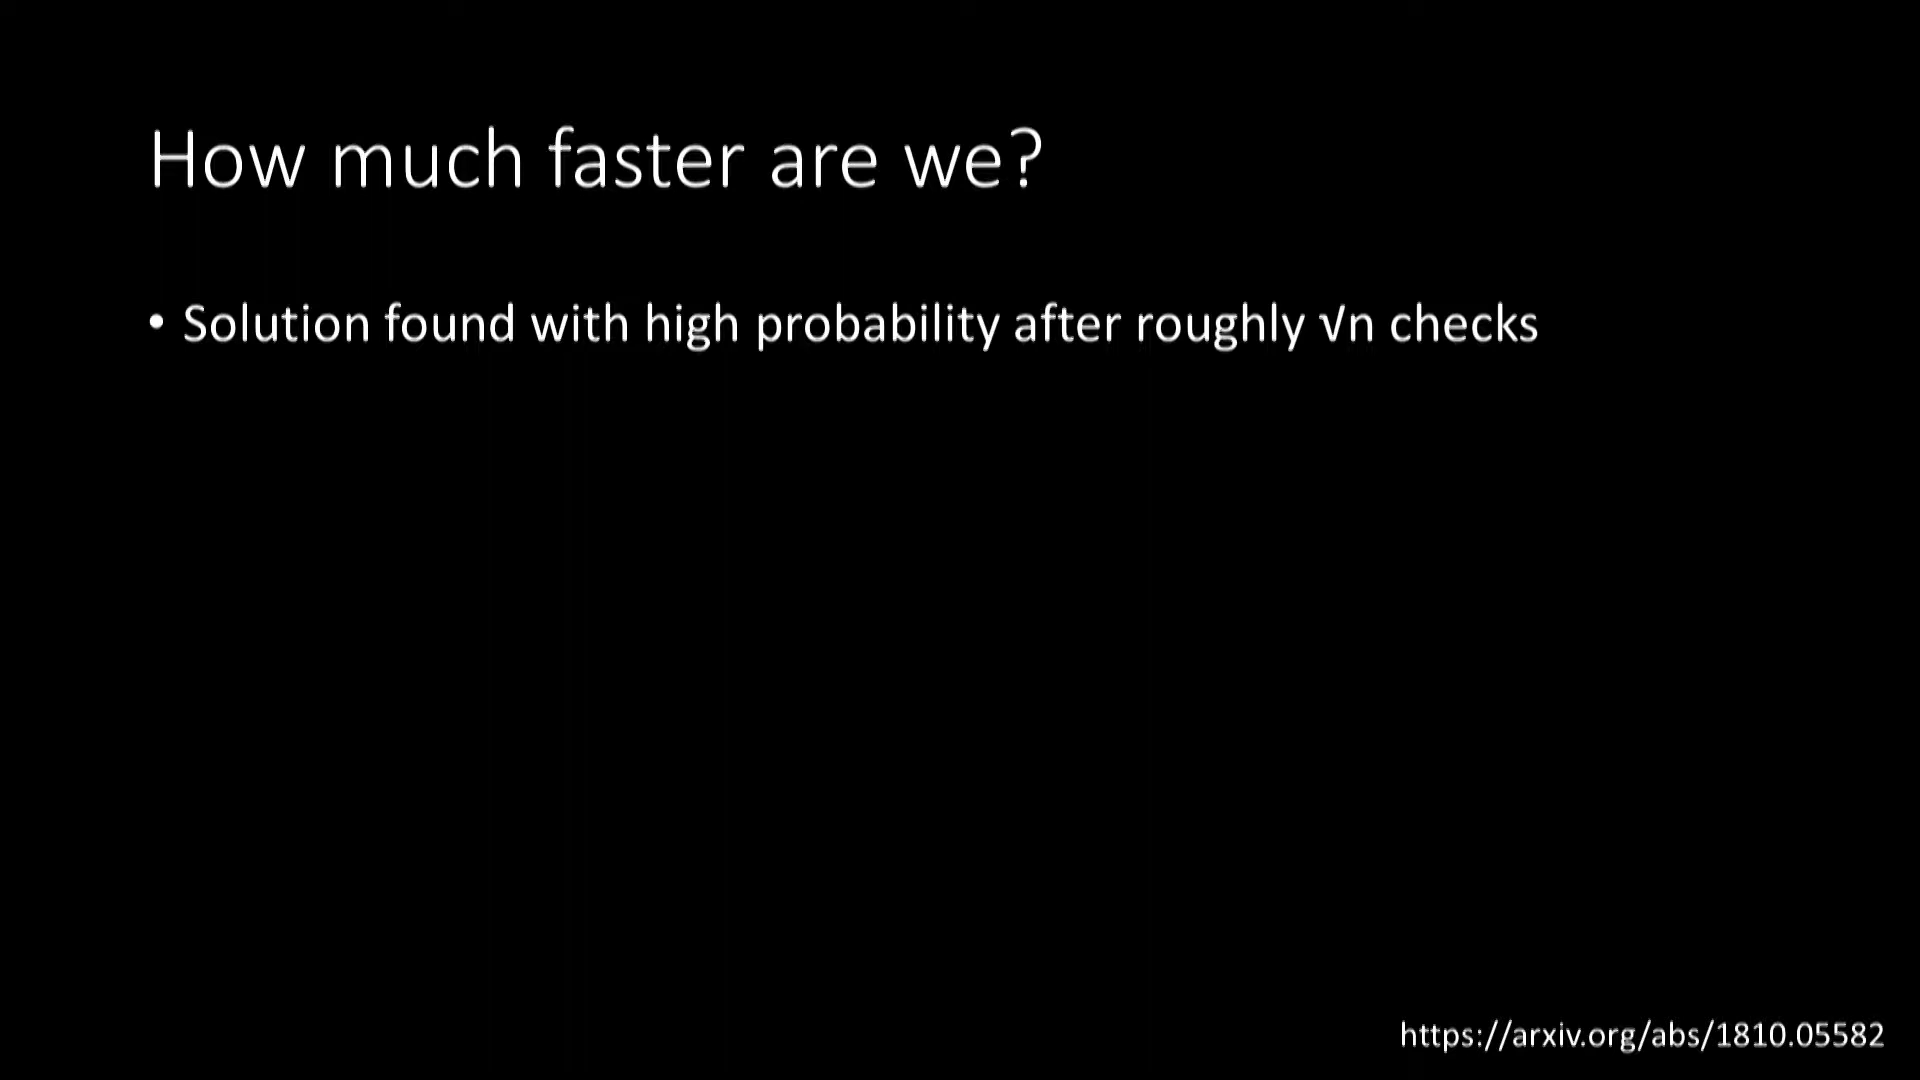 How much faster are we?
• Solution found with high probability after roughly √n checks
https://arxiv.org/abs/1810.05582